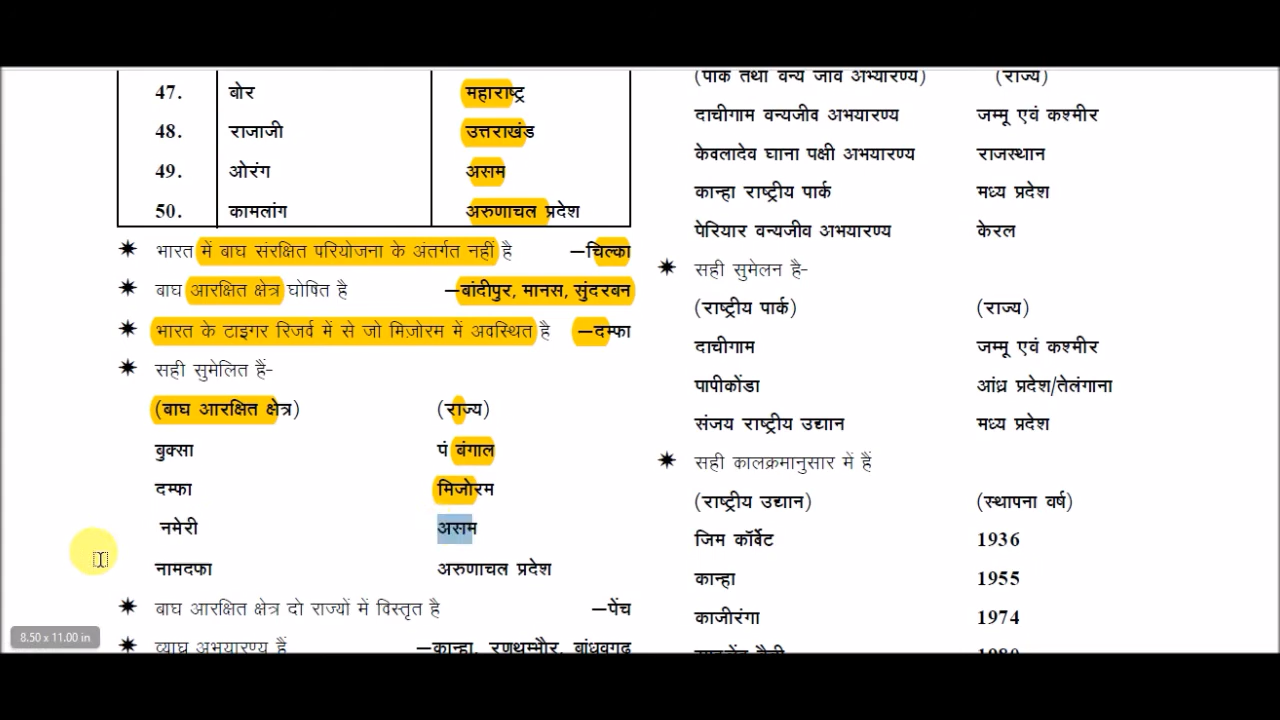 47. बोर महाराष्ट्र
48. राजाजी उत्तराखंड
49. ओरंग असम
50. कामलांग अरुणाचल प्रदेश
✷ भारत में बाघ संरक्षित परियोजना के अंतर्गत नहीं है –चिल्का
✷ बाघ आरक्षित क्षेत्र घोषित है –बांदीपुर, मानस, सुंदरबन
✷ भारत के टाइगर रिजर्व में से जो मिज़ोरम में अवस्थित है –दम्फा
✷ सही सुमेलित हैं-
(बाघ आरक्षित क्षेत्र) (राज्य)
बुक्सा पं बंगाल
दम्फा मिजोरम
नमेरी असम
नामदफा अरुणाचल प्रदेश
✷ बाघ आरक्षित क्षेत्र दो राज्यों में विस्तृत है –पेंच
✷ व्याघ्र अभयारण्य हैं –कान्हा, रणथम्भौर, बांधवगढ़
8.50 x 11.00 in
(पार्क तथा वन्य जीव अभ्यारण्य) (राज्य)
दाचीगाम वन्यजीव अभयारण्य जम्मू एवं कश्मीर
केवलादेव घाना पक्षी अभयारण्य राजस्थान
कान्हा राष्ट्रीय पार्क मध्य प्रदेश
पेरियार वन्यजीव अभयारण्य केरल
✷ सही सुमेलन है-
(राष्ट्रीय पार्क) (राज्य)
दाचीगाम जम्मू एवं कश्मीर
पापीकोंडा आंध्र प्रदेश/तेलंगाना
संजय राष्ट्रीय उद्यान मध्य प्रदेश
✷ सही कालक्रमानुसार में हैं
(राष्ट्रीय उद्यान) (स्थापना वर्ष)
जिम कॉर्बेट 1936
कान्हा 1955
काजीरंगा 1974
1980